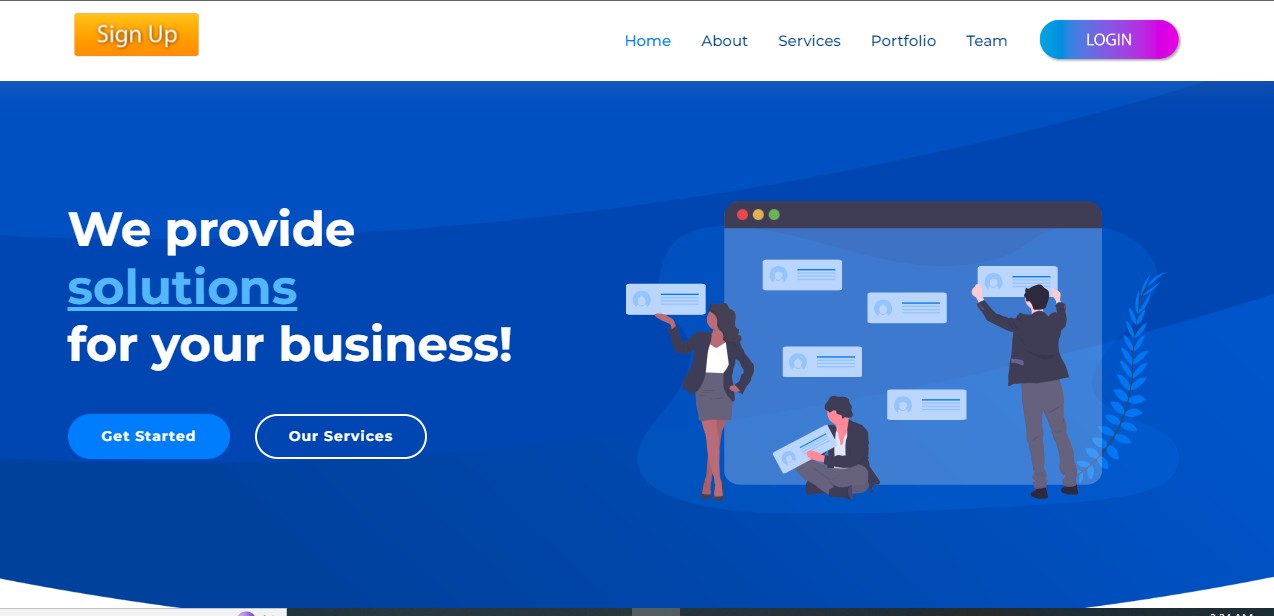 Sign Up
Home About Services Portfolio Team LOGIN
We provide
solutions
for your business!
Get Started Our Services